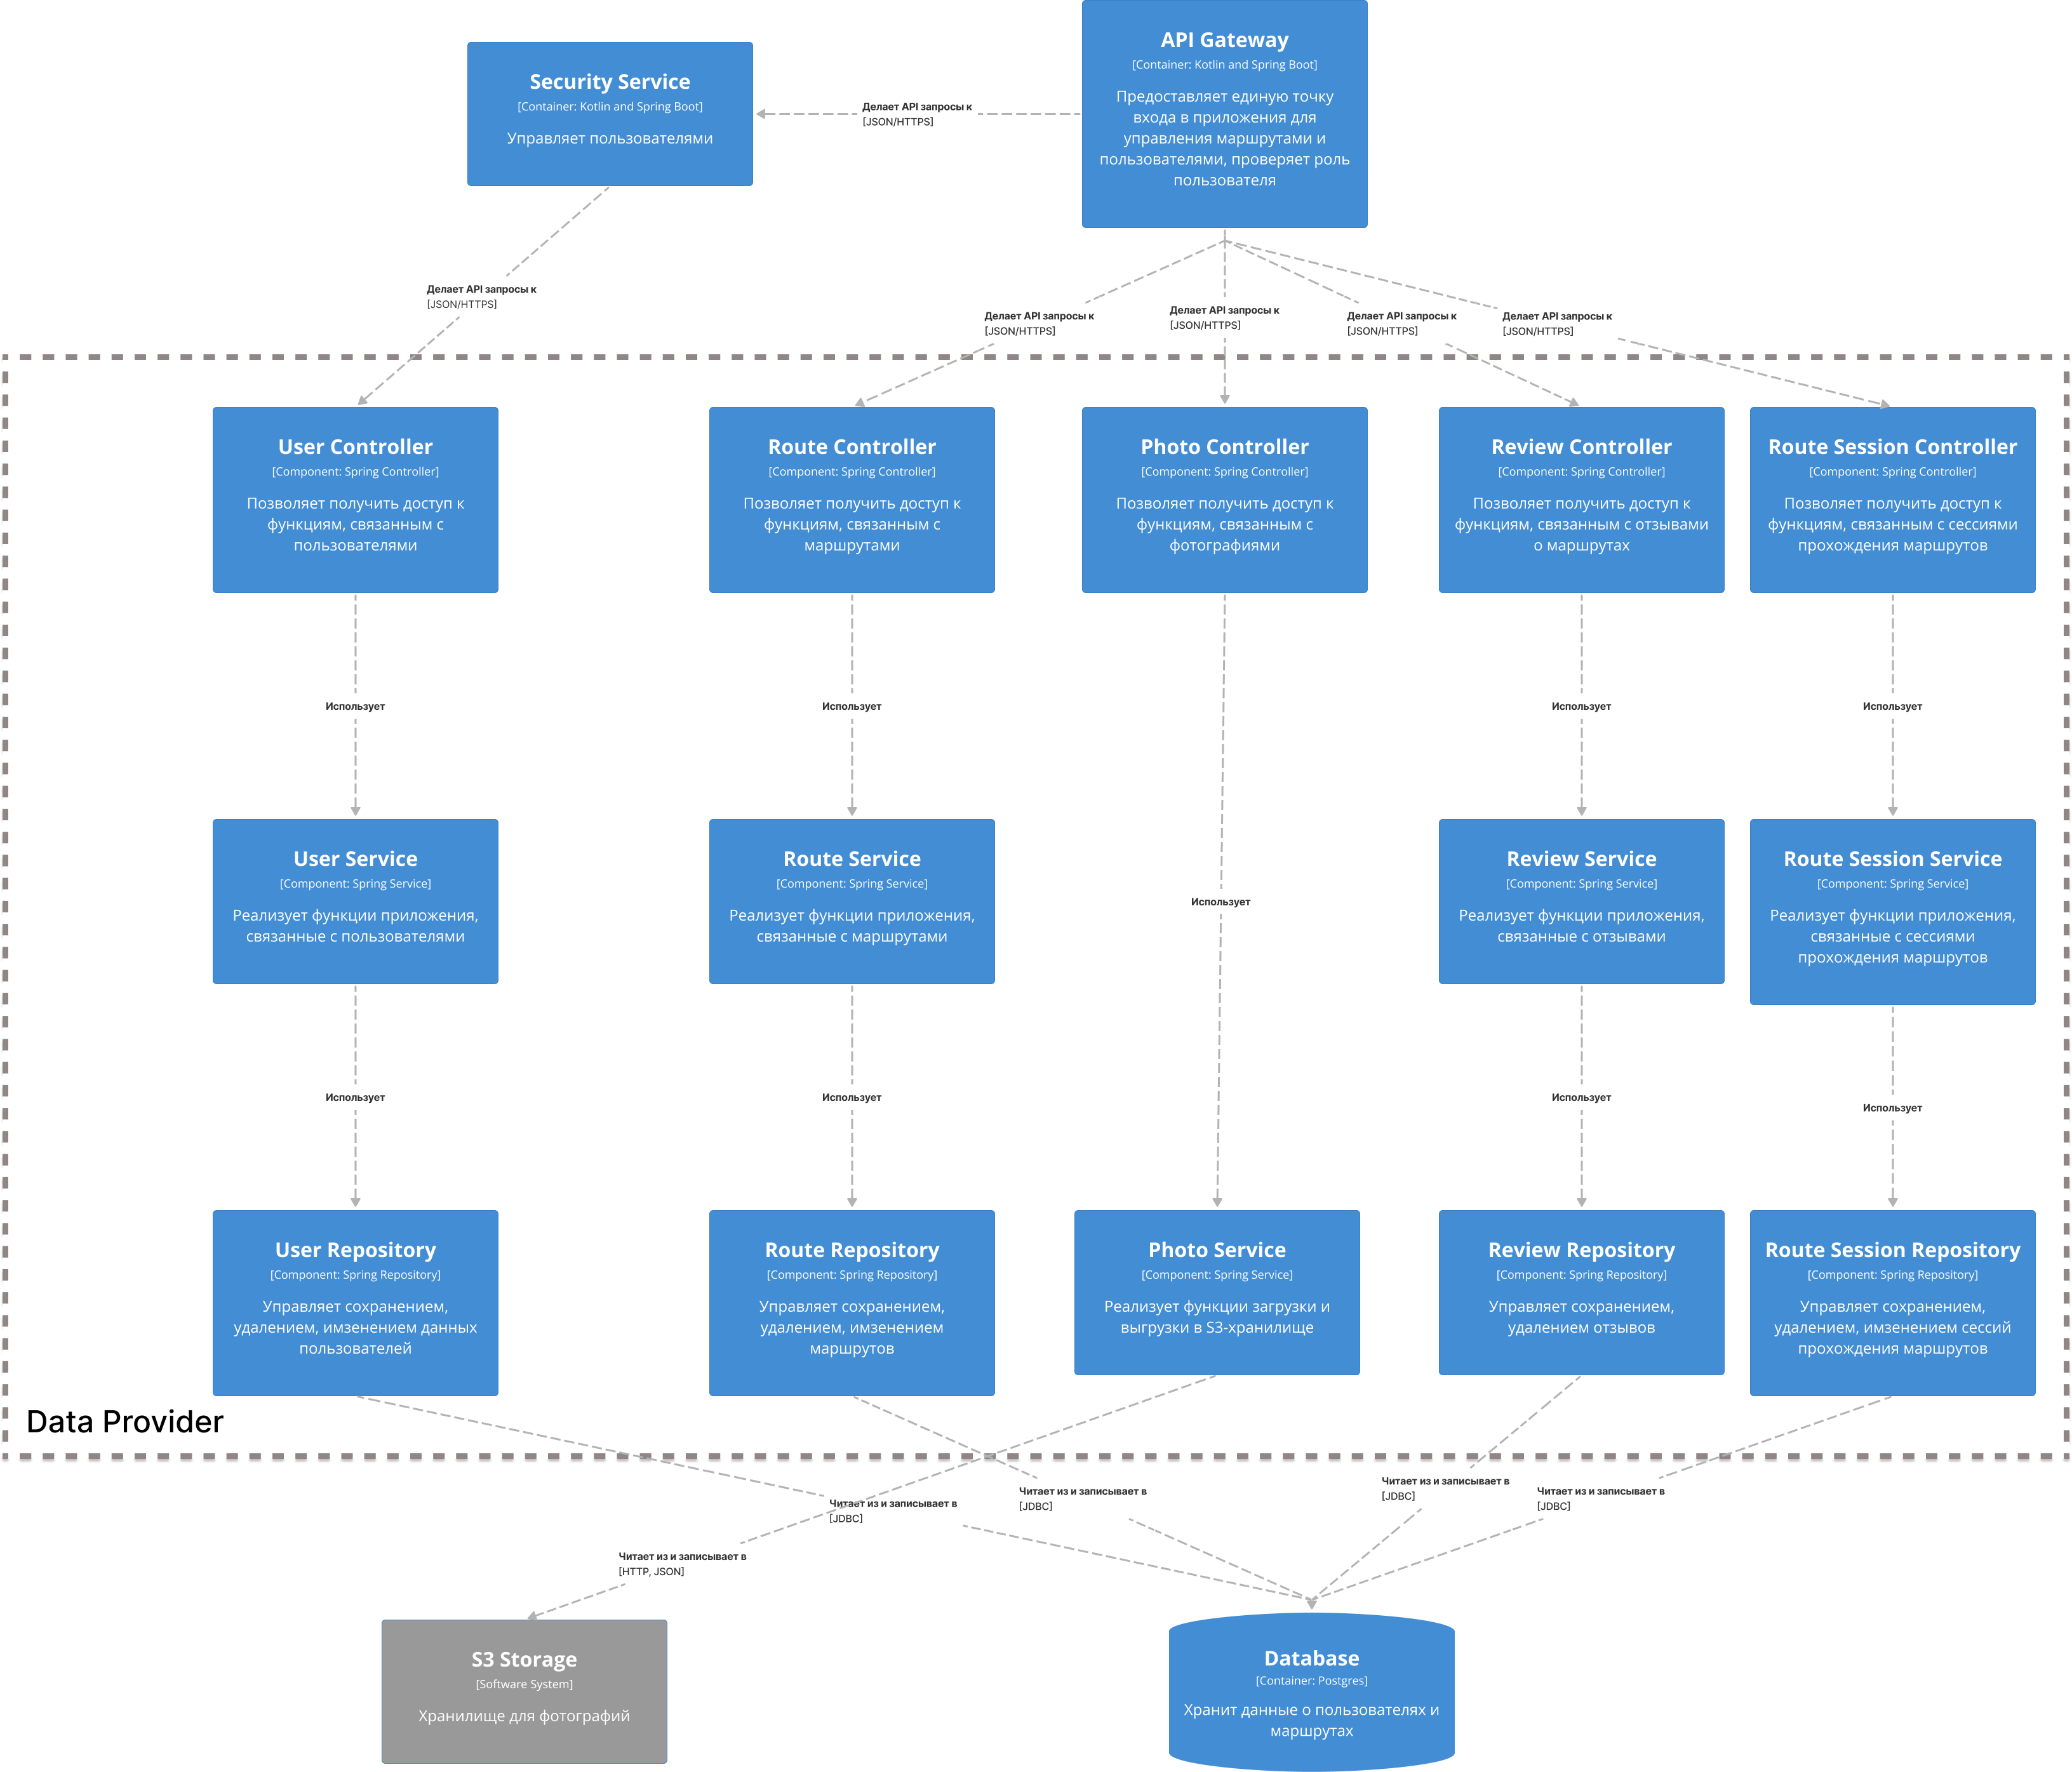 API Gateway
[Container: Kotlin and Spring Boot]
Предоставляет единую точку
входа в приложения для
управления маршрутами и
пользователями, проверяет роль
пользователя
Security Service
[Container: Kotlin and Spring Boot]
Управляет пользователями
Делает API запросы к
[JSON/HTTPS]
Делает API запросы к
[JSON/HTTPS]
Делает API запросы к
[JSON/HTTPS]
Делает API запросы к
[JSON/HTTPS]
Делает API запросы к
[JSON/HTTPS]
Делает API запросы к
[JSON/HTTPS]
User Controller
[Component: Spring Controller]
Позволяет получить доступ к
функциям, связанным с
пользователями
Route Controller
[Component: Spring Controller]
Позволяет получить доступ к
функциям, связанным с
маршрутами
Photo Controller
[Component: Spring Controller]
Позволяет получить доступ к
функциям, связанным с
фотографиями
Review Controller
[Component: Spring Controller]
Позволяет получить доступ к
функциям, связанным с отзывами
о маршрутах
Route Session Controller
[Component: Spring Controller]
Позволяет получить доступ к
функциям, связанным с сессиями
прохождения маршрутов
Использует
Использует
Использует
Использует
User Service
[Component: Spring Service]
Реализует функции приложения,
связанные с пользователями
Route Service
[Component: Spring Service]
Реализует функции приложения,
связанные с маршрутами
Использует
Review Service
[Component: Spring Service]
Реализует функции приложения,
связанные с отзывами
Route Session Service
[Component: Spring Service]
Реализует функции приложения,
связанные с сессиями
прохождения маршрутов
Использует
Использует
Использует
Использует
User Repository
[Component: Spring Repository]
Управляет сохранением,
удалением, имзенением данных
пользователей
Route Repository
[Component: Spring Repository]
Управляет сохранением,
удалением, имзенением
маршрутов
Photo Service
[Component: Spring Service]
Реализует функции загрузки и
выгрузки в S3-хранилище
Review Repository
[Component: Spring Repository]
Управляет сохранением,
удалением отзывов
Route Session Repository
[Component: Spring Repository]
Управляет сохранением,
удалением, имзенением сессий
прохождения маршрутов
Data Provider
Читает из и записывает в
[JDBC]
Читает из и записывает в
[JDBC]
Читает из и записывает в
[JDBC]
Читает из и записывает в
[JDBC]
Читает из и записывает в
[HTTP, JSON]
S3 Storage
[Software System]
Хранилище для фотографий
Database
[Container: Postgres]
Хранит данные о пользователях и
маршрутах